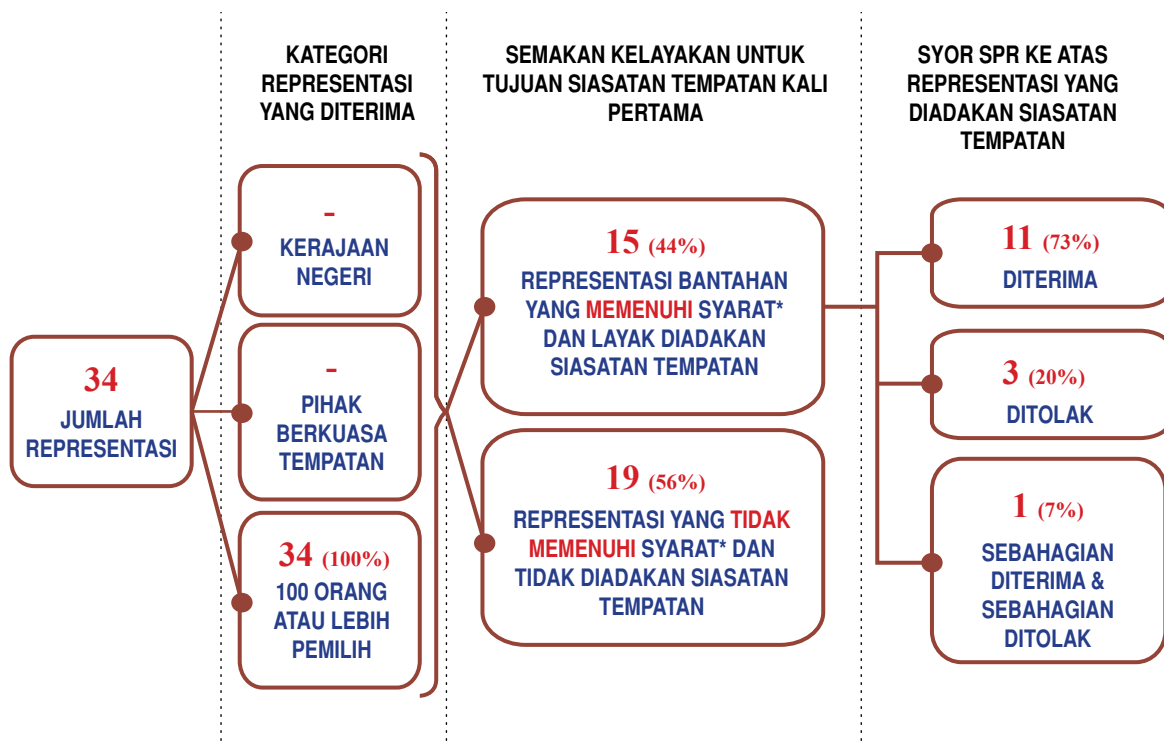 KATEGORI
REPRESENTASI
YANG DITERIMA
SEMAKAN KELAYAKAN UNTUK
TUJUAN SIASATAN TEMPATAN KALI
PERTAMA
SYOR SPR KE ATAS
REPRESENTASI YANG
DIADAKAN SIASATAN
TEMPATAN
34
JUMLAH
REPRESENTASI
-
KERAJAAN
NEGERI
-
PIHAK
BERKUASA
TEMPATAN
34 (100%)
100 ORANG
ATAU LEBIH
PEMILIH
15 (44%)
REPRESENTASI BANTAHAN
YANG MEMENUHI SYARAT*
DAN LAYAK DIADAKAN
SIASATAN TEMPATAN
19 (56%)
REPRESENTASI YANG TIDAK
MEMENUHI SYARAT* DAN
TIDAK DIADAKAN SIASATAN
TEMPATAN
11 (73%)
DITERIMA
3 (20%)
DITOLAK
1 (7%)
SEBAHAGIAN
DITERIMA &
SEBAHAGIAN
DITOLAK